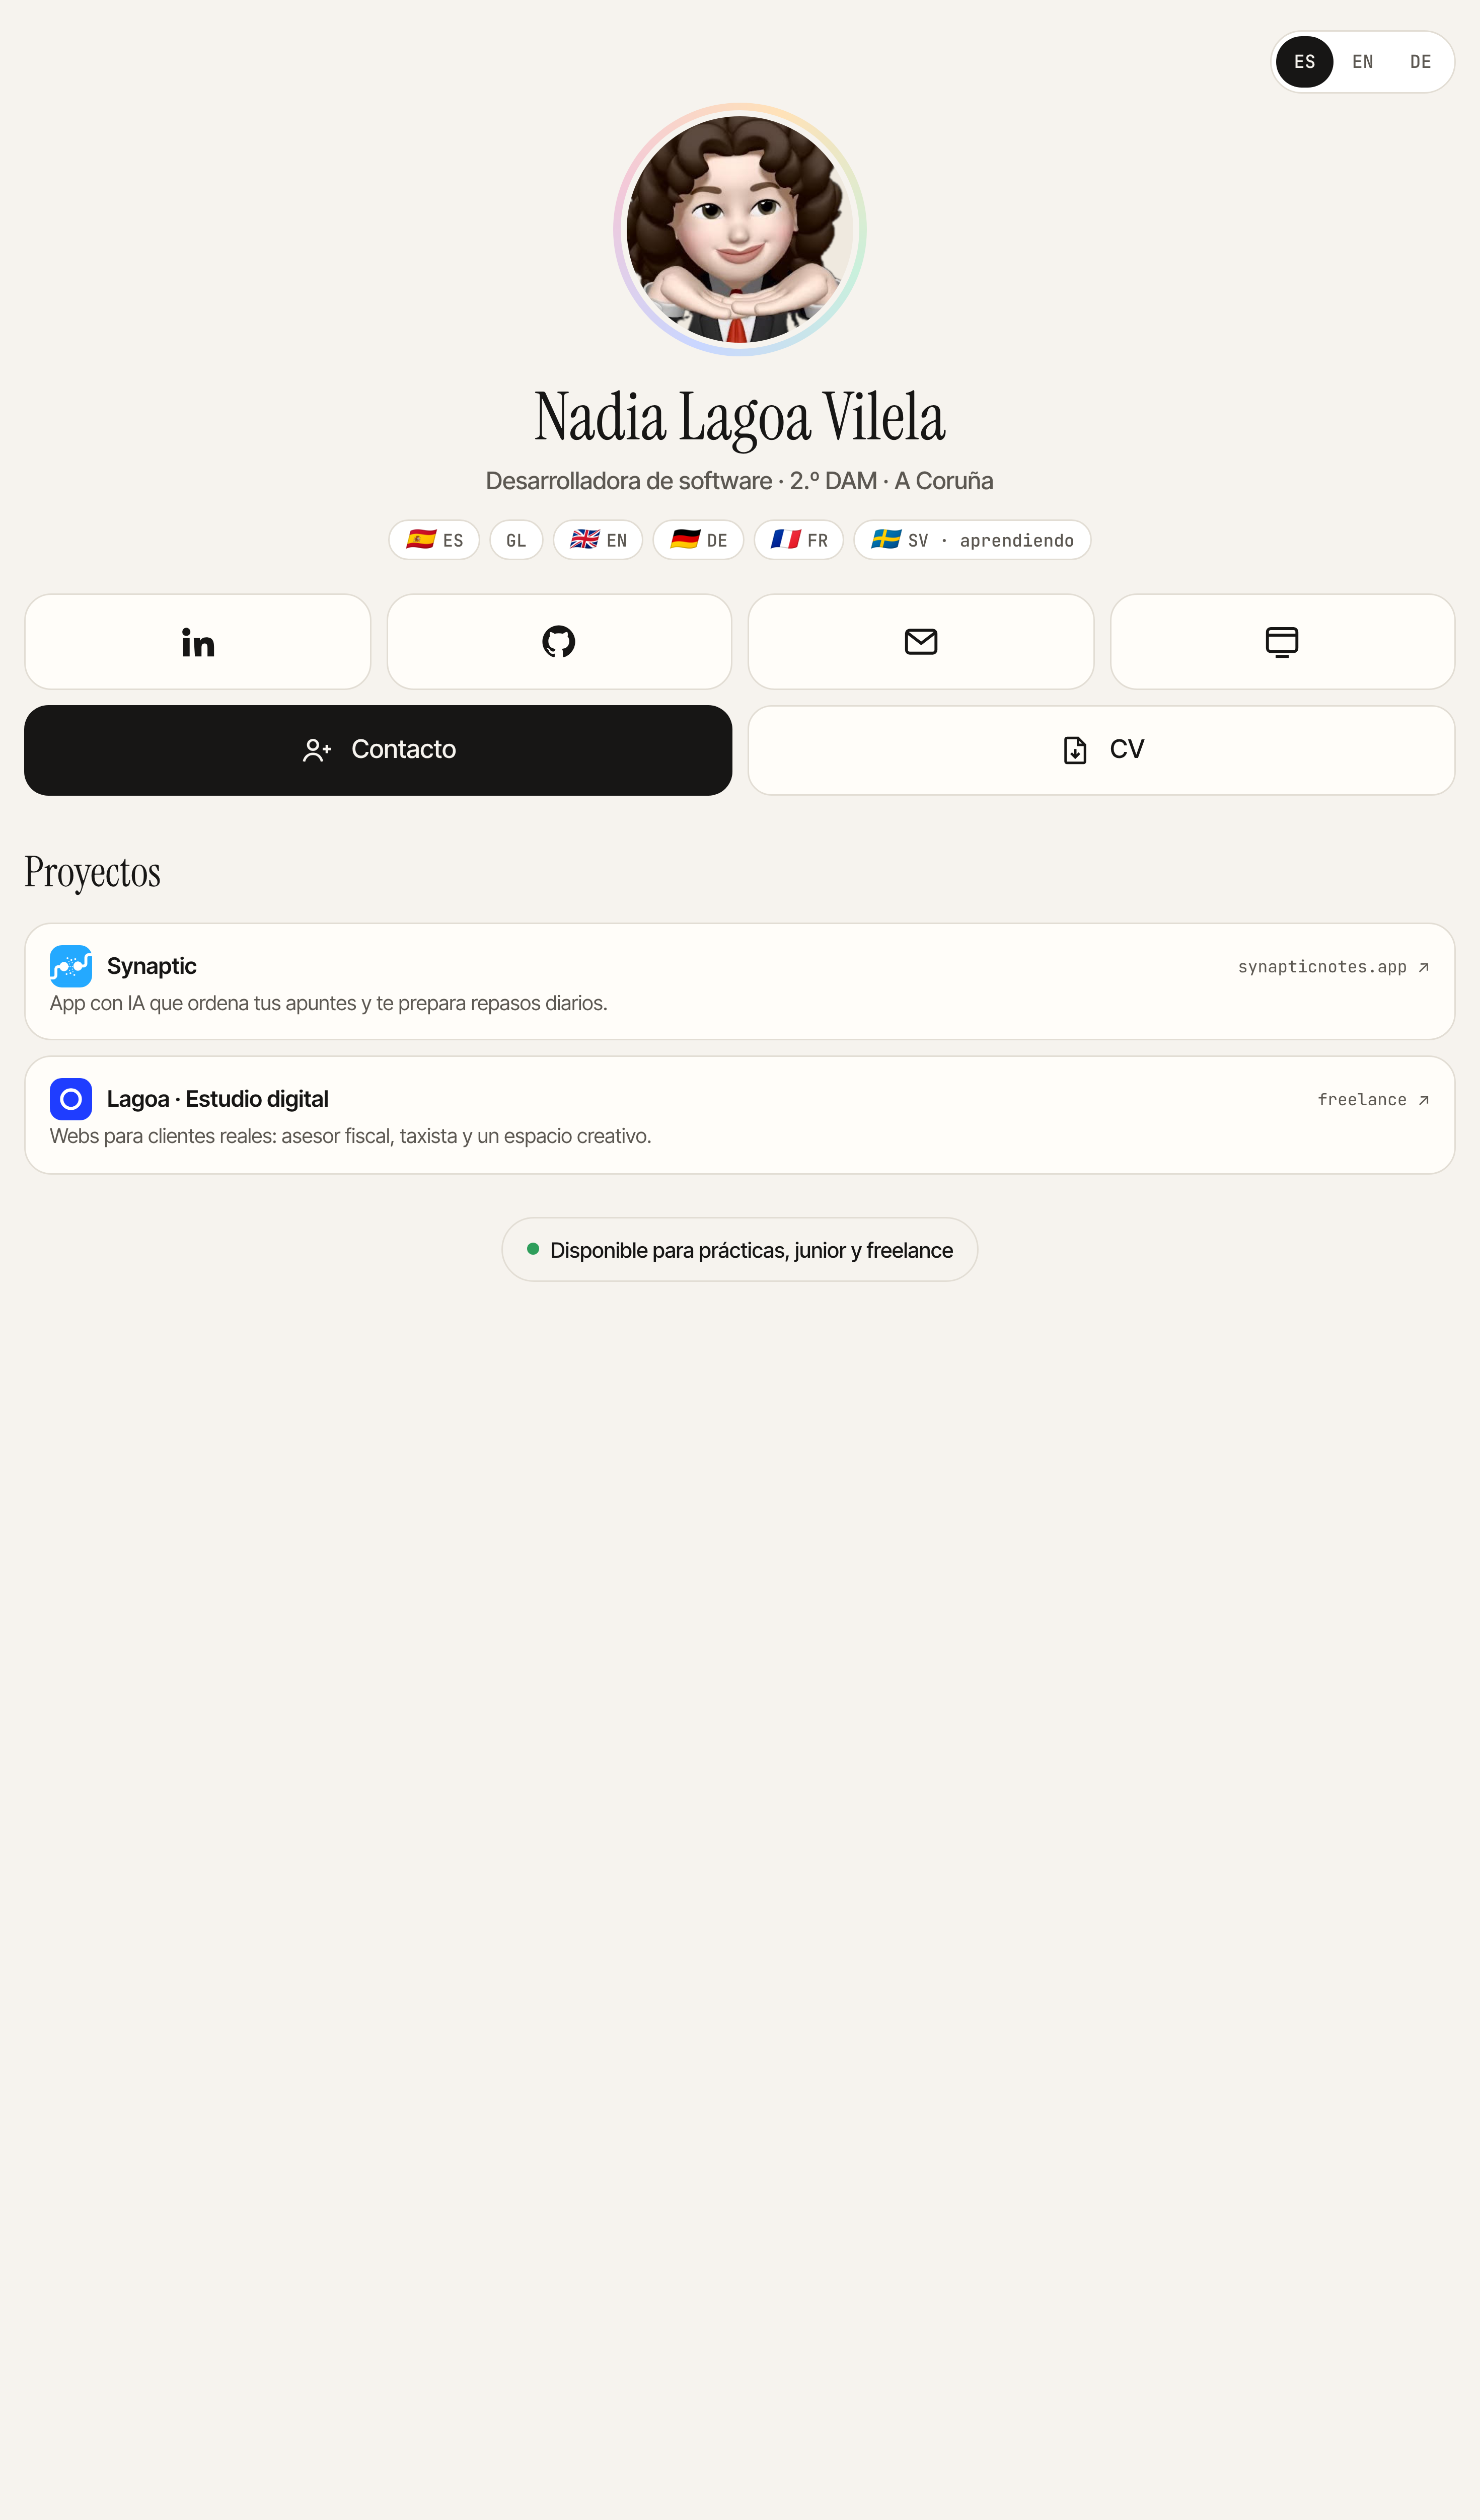 ES EN DE
Nadia Lagoa Vilela
Desarrolladora de software · 2.º DAM · A Coruña
ES GL EN DE FR SV · aprendiendo
in
Contacto CV
Proyectos
Synaptic synapticnotes.app ↗
App con IA que ordena tus apuntes y te prepara repasos diarios.
Lagoa · Estudio digital freelance ↗
Webs para clientes reales: asesor fiscal, taxista y un espacio creativo.
Disponible para prácticas, junior y freelance